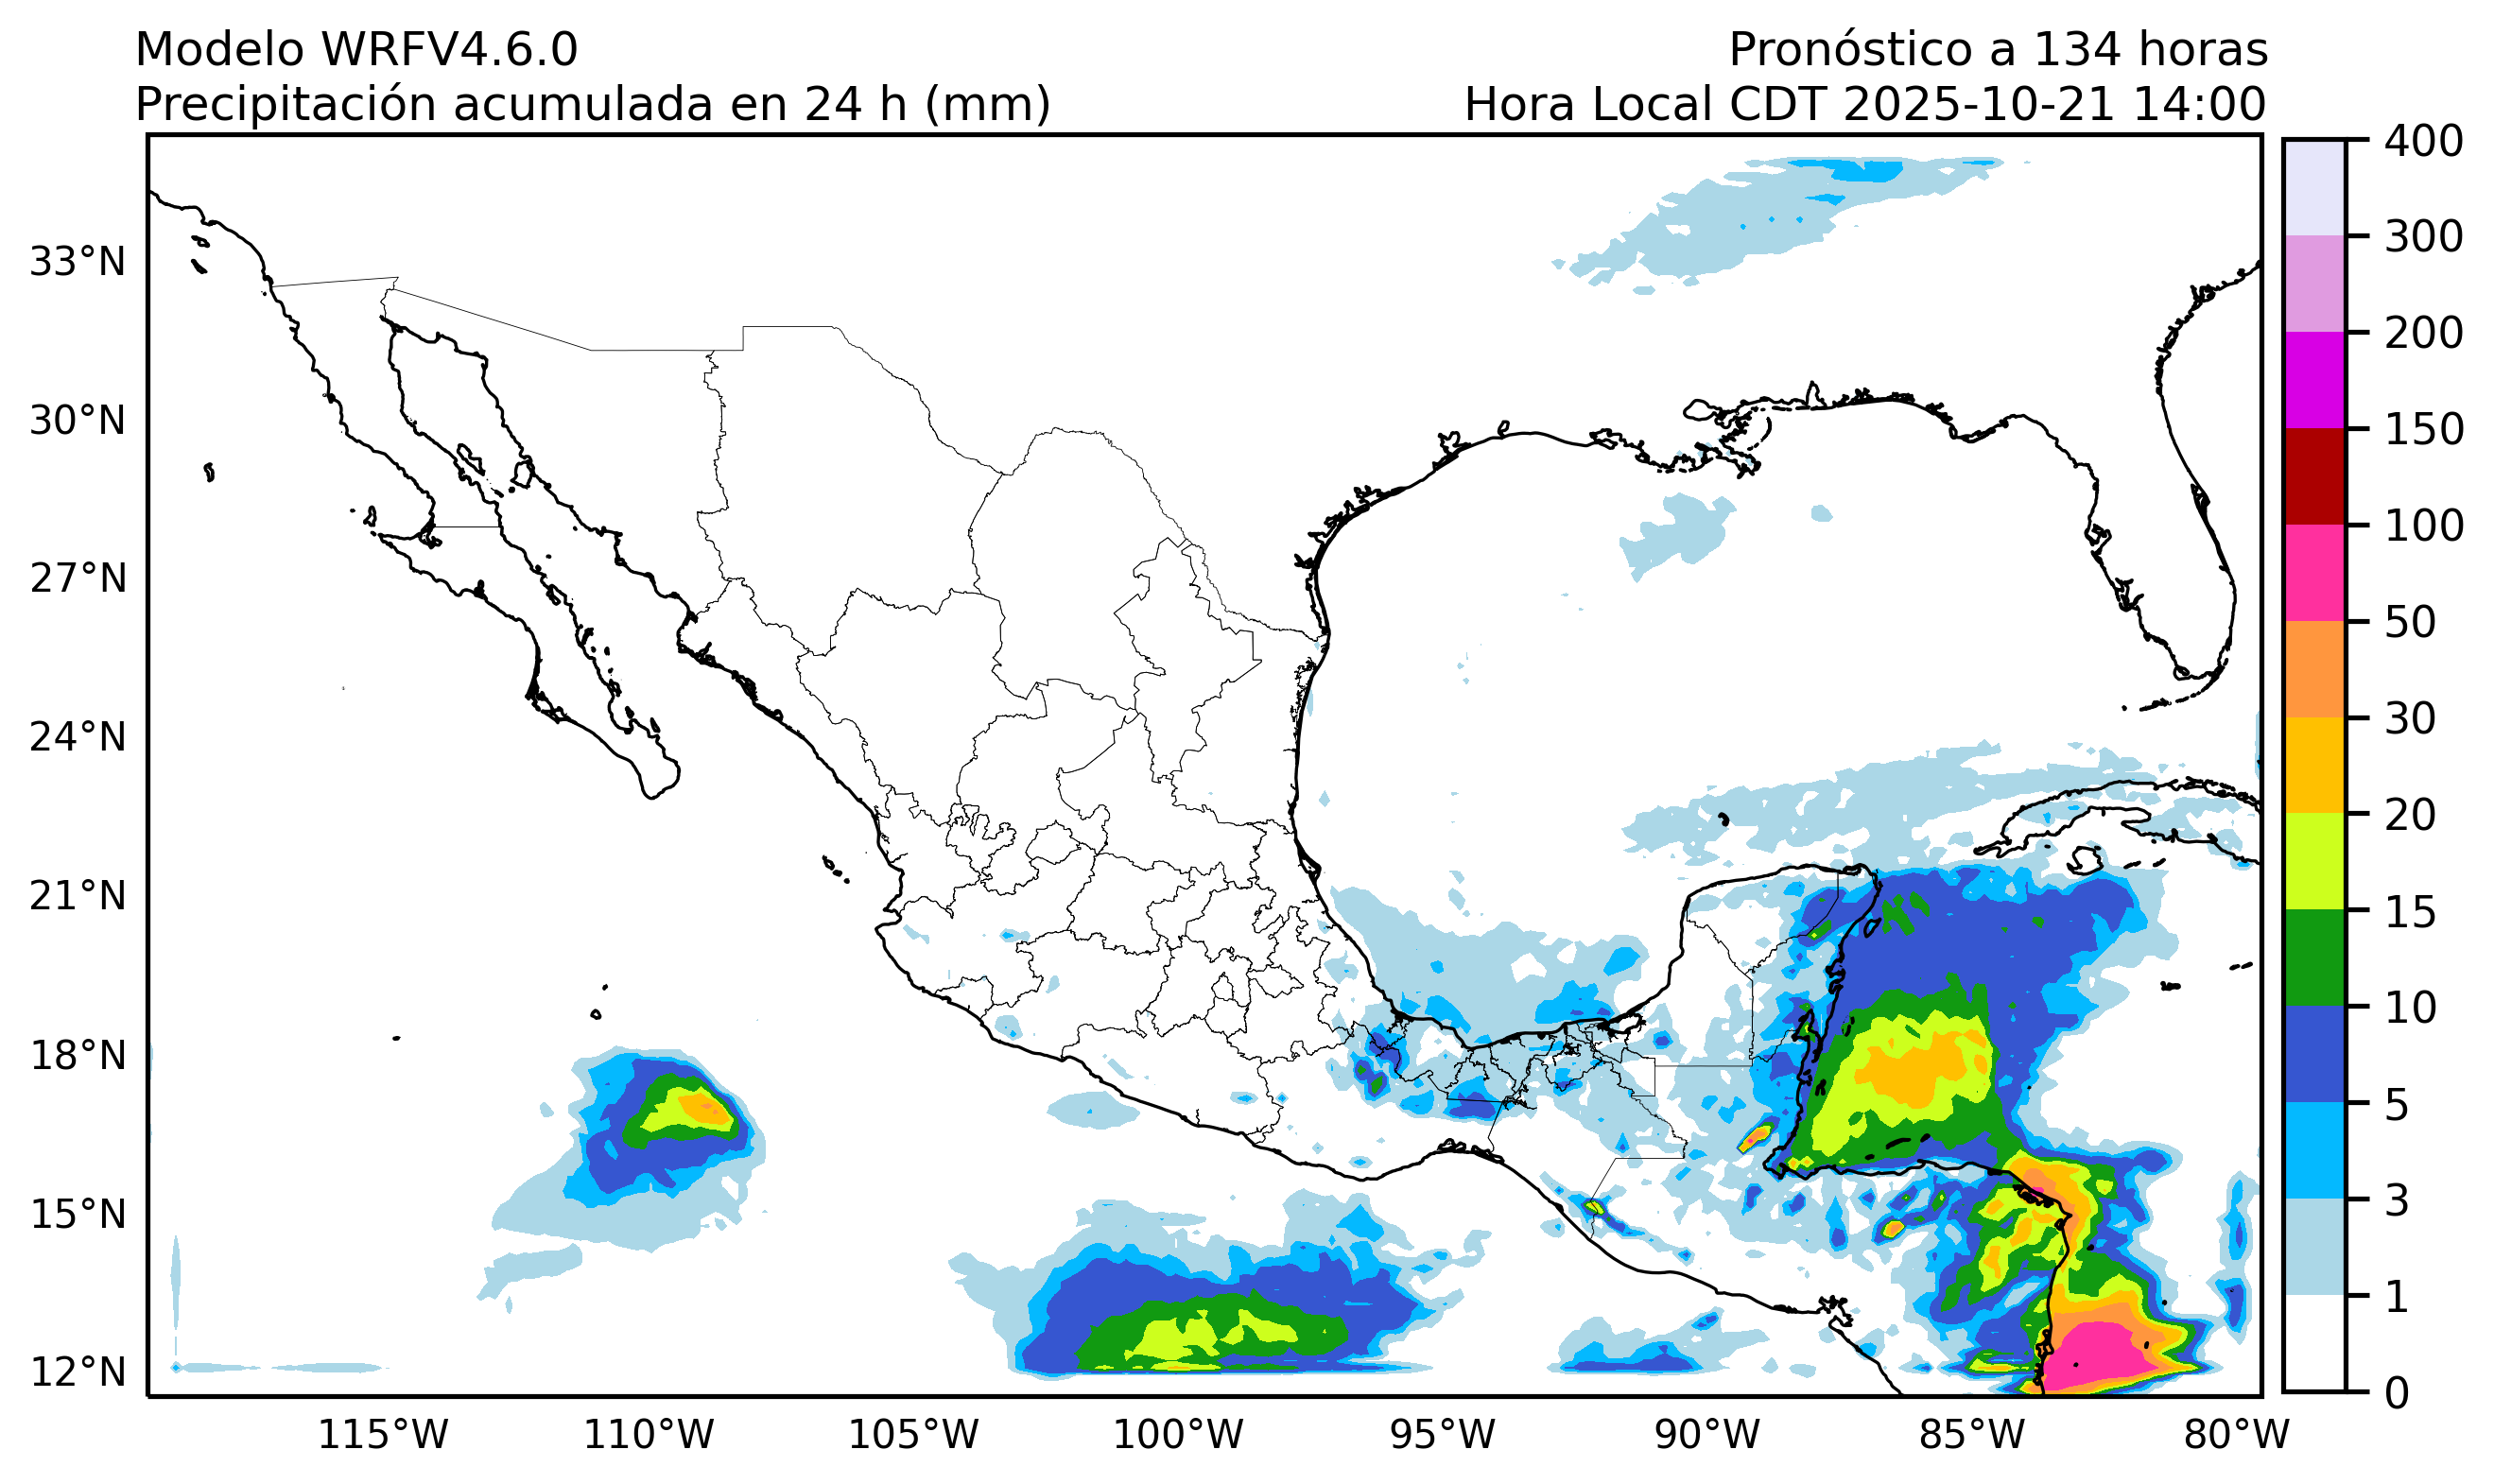 Modelo WRFV4.6.0
Pronóstico a 134 horas
Precipitación acumulada en 24 h (mm)
Hora Local CDT 2025-10-21 14:00
33°N
30°N
27°N
24°N
21°N
18°N
15°N
12°N
115°W
110°W
105°W
100°W
95°W
90°W
85°W
80°W
400
300
200
150
100
50
30
20
15
10
5
3
1
0